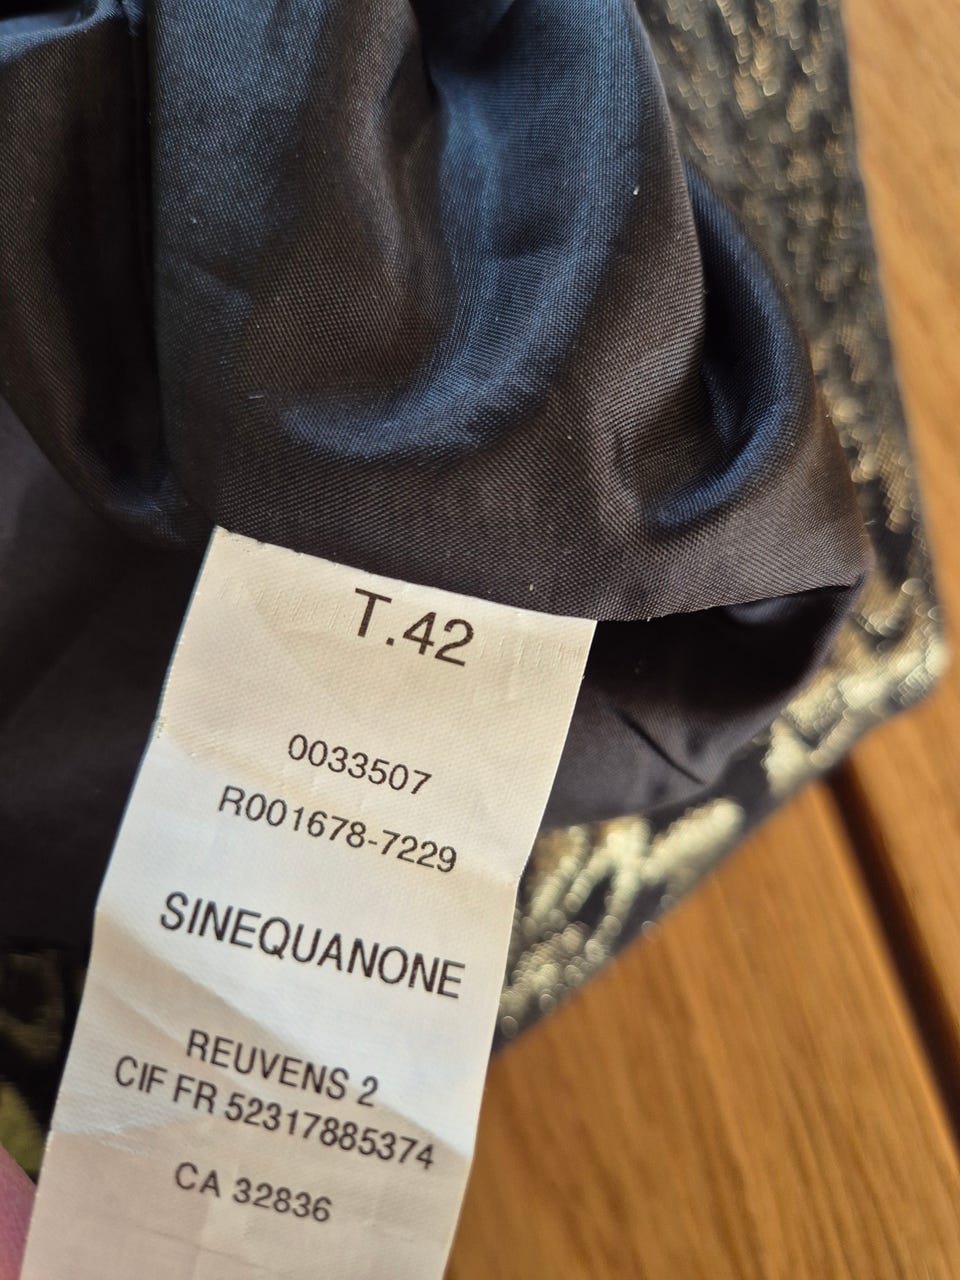 T.42
0033507
R001678-7229
SINEQUANONE
REUVENS 2
CIF FR 52317885374
CA 32836